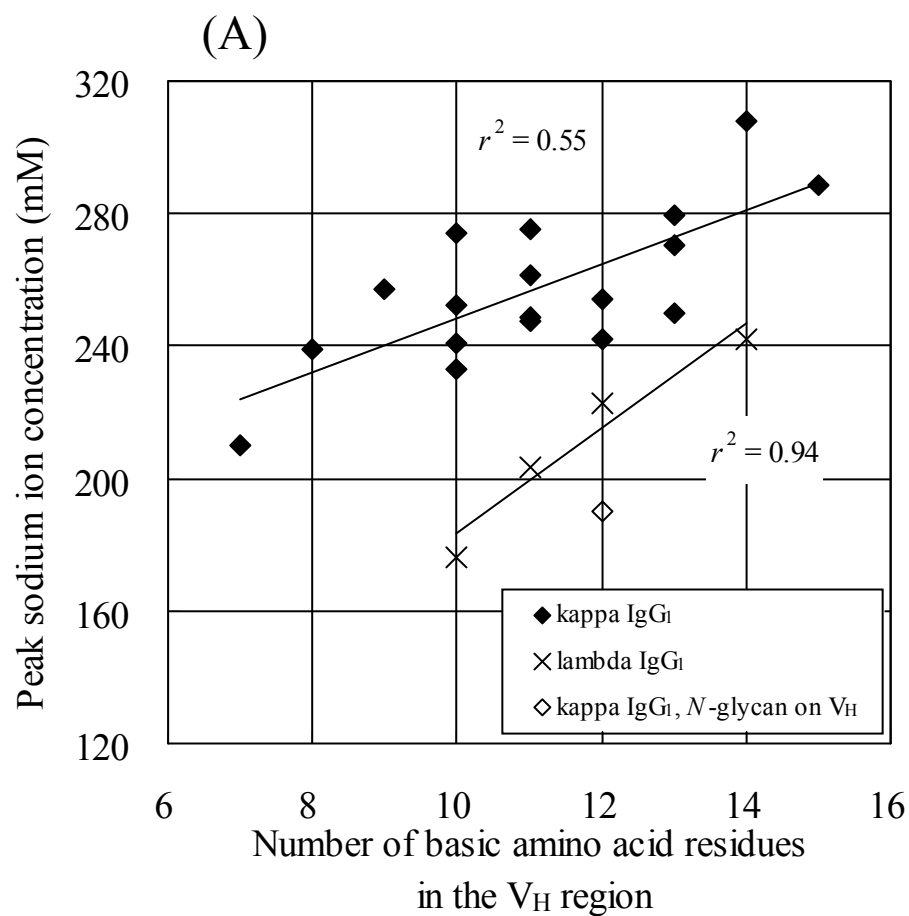 (A)
Peak sodium ion concentration (mM)
320
280
240
200
160
120
r² = 0.55
r² = 0.94
kappa IgG₁
lambda IgG₁
kappa IgG₁, N-glycan on V_H
6 8 10 12 14 16
Number of basic amino acid residues
in the V_H region